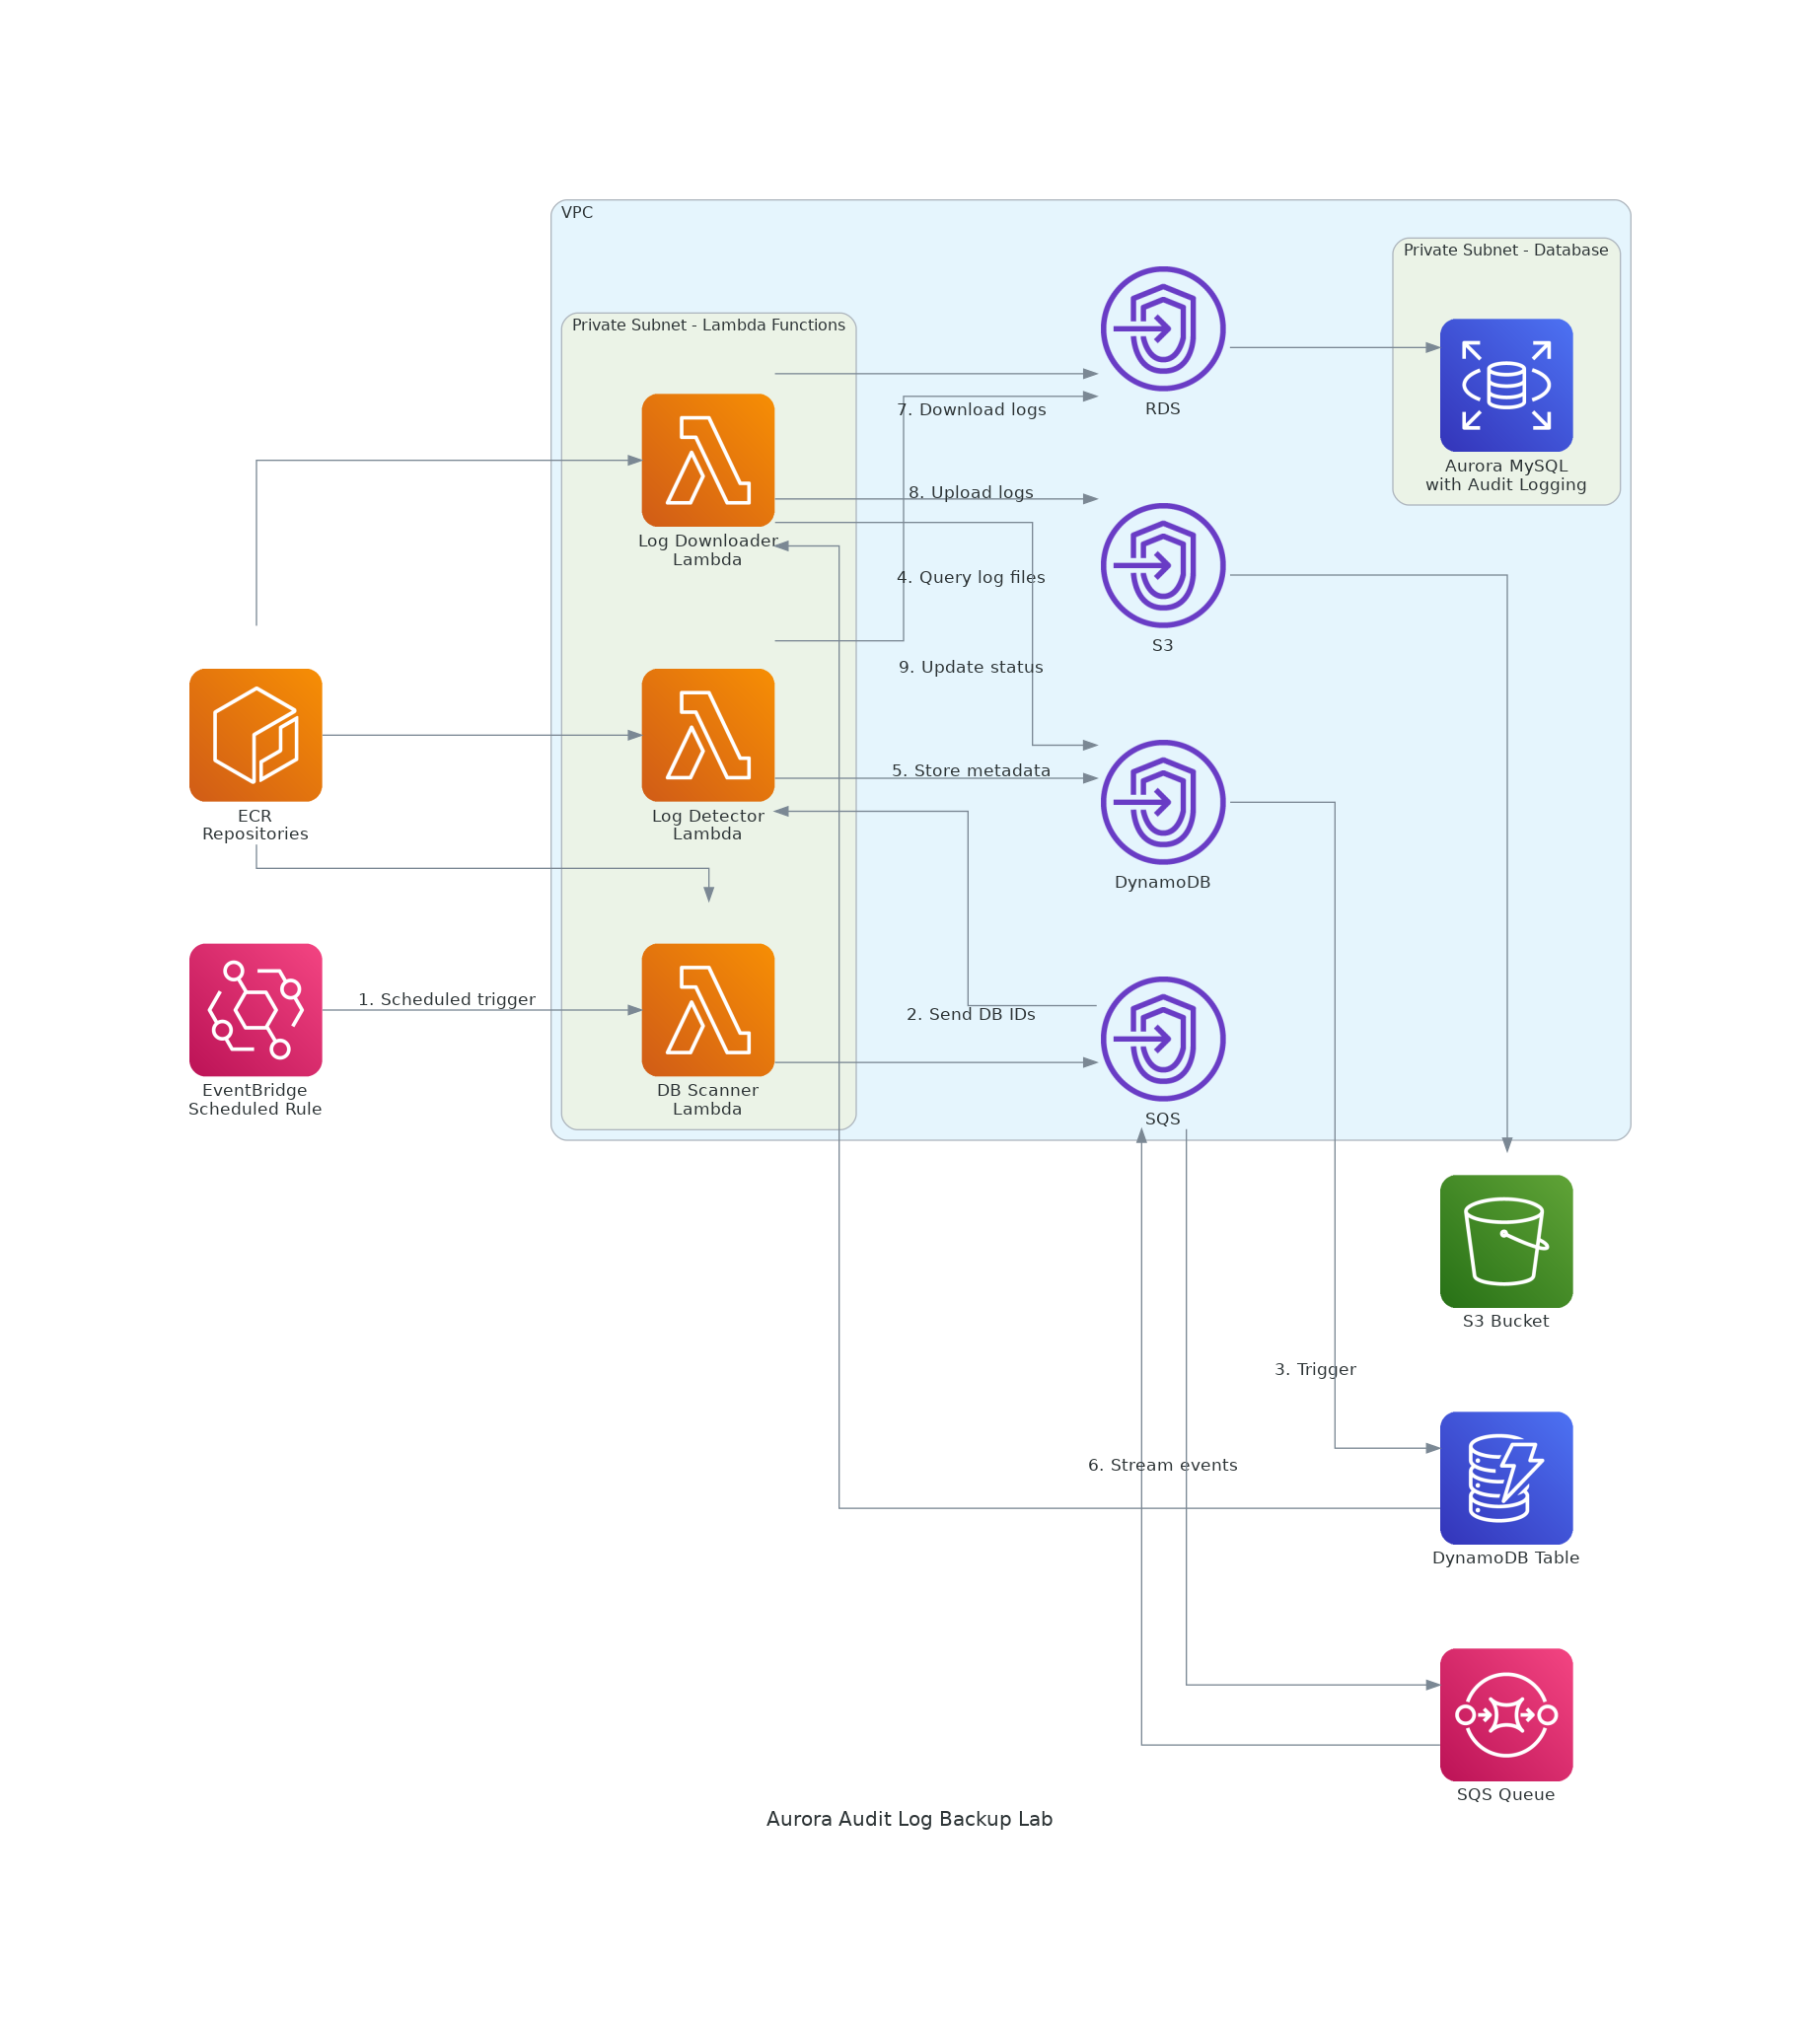 VPC
Private Subnet - Database
Private Subnet - Lambda Functions
RDS
7. Download logs
Aurora MySQL
with Audit Logging
8. Upload logs
Log Downloader
Lambda
4. Query log files
S3
9. Update status
5. Store metadata
ECR
Repositories
Log Detector
Lambda
DynamoDB
1. Scheduled trigger
2. Send DB IDs
EventBridge
Scheduled Rule
DB Scanner
Lambda
SQS
S3 Bucket
3. Trigger
6. Stream events
DynamoDB Table
SQS Queue
Aurora Audit Log Backup Lab